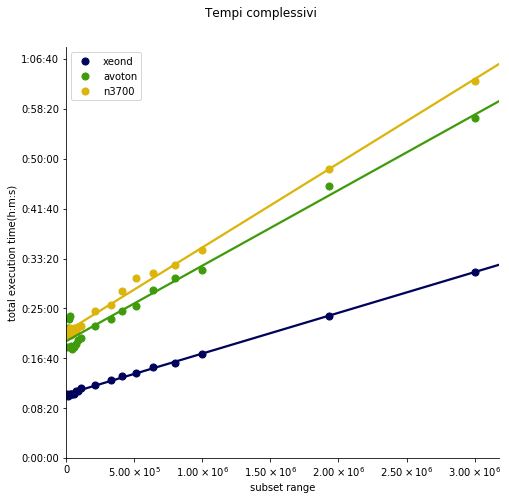 Tempi complessivi
xeond
avoton
n3700
1:06:40
0:58:20
0:50:00
0:41:40
0:33:20
0:25:00
0:16:40
0:08:20
0:00:00
total execution time(h:m:s)
0 5.00 × 10⁵ 1.00 × 10⁶ 1.50 × 10⁶ 2.00 × 10⁶ 2.50 × 10⁶ 3.00 × 10⁶
subset range